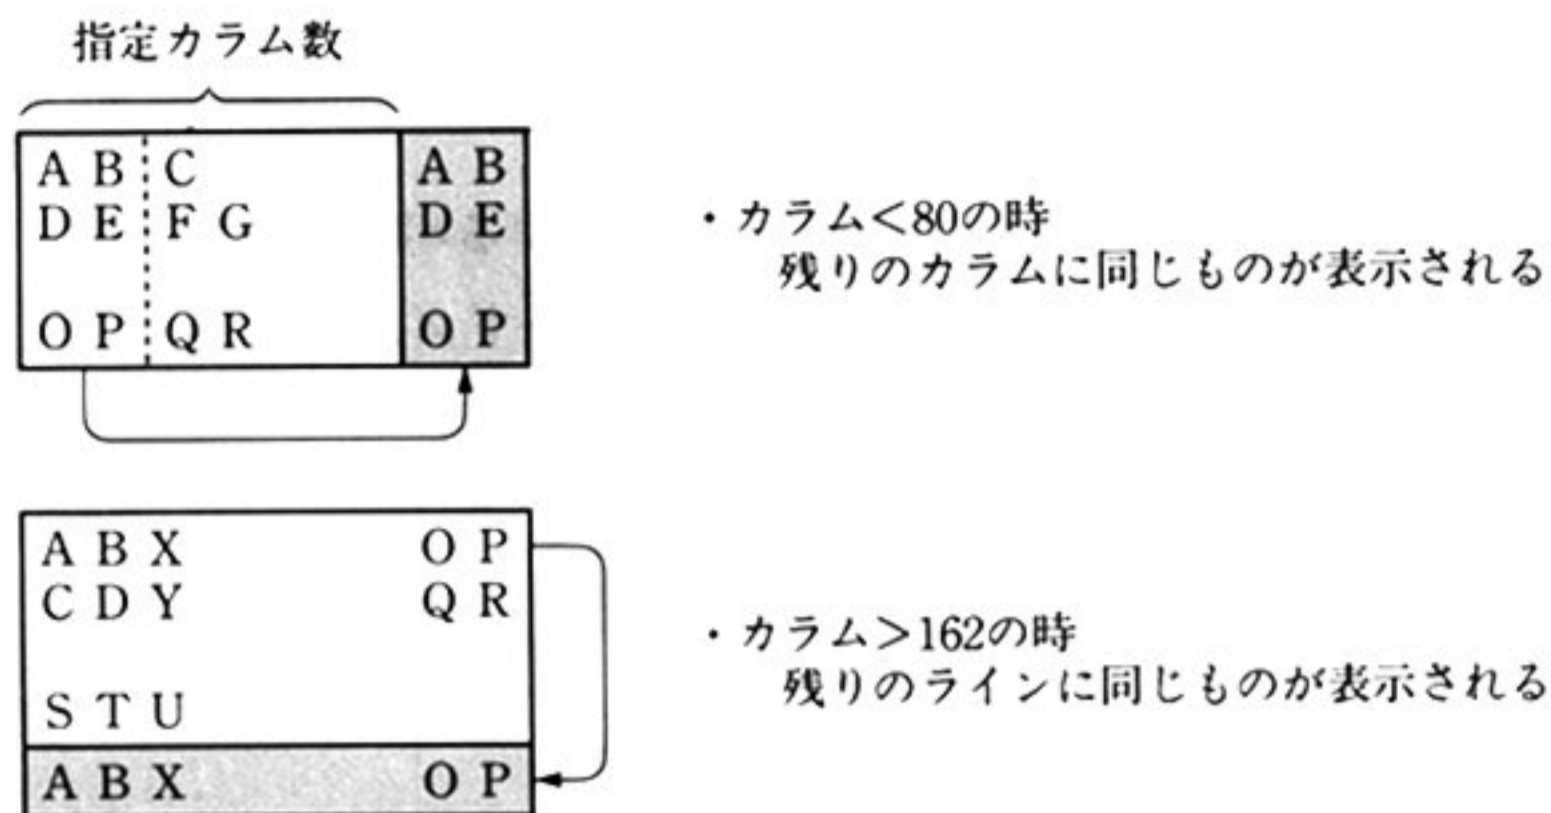 指定カラム数
A B C A B
D E F G D E
O P Q R O P
・カラム<80の時
残りのカラムに同じものが表示される
A B X O P
C D Y Q R
S T U
A B X O P
・カラム>162の時
残りのラインに同じものが表示される